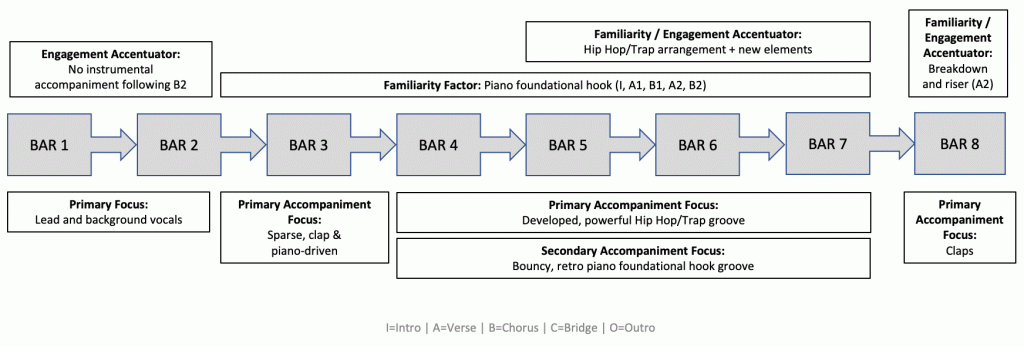 Engagement Accentuator:
No instrumental
accompaniment following B2
Familiarity / Engagement Accentuator:
Hip Hop/Trap arrangement + new elements
Familiarity /
Engagement
Accentuator:
Breakdown
and riser (A2)
Familiarity Factor: Piano foundational hook (I, A1, B1, A2, B2)
BAR 1
BAR 2
BAR 3
BAR 4
BAR 5
BAR 6
BAR 7
BAR 8
Primary Focus:
Lead and background vocals
Primary Accompaniment
Focus:
Sparse, clap &
piano-driven
Primary Accompaniment Focus:
Developed, powerful Hip Hop/Trap groove
Secondary Accompaniment Focus:
Bouncy, retro piano foundational hook groove
Primary
Accompaniment
Focus:
Claps
I=Intro | A=Verse | B=Chorus | C=Bridge | O=Outro